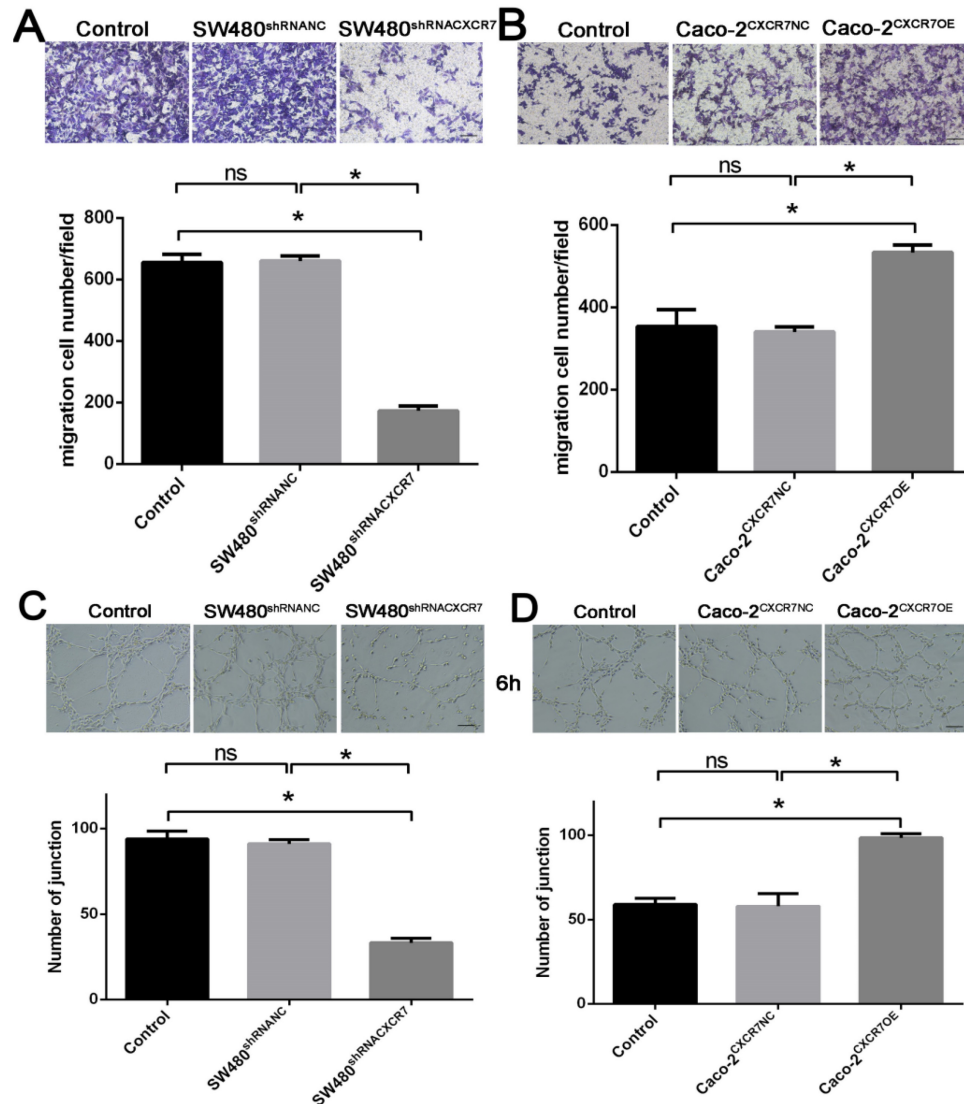 A
Control SW480shRNANC SW480shRNACXCR7
ns *
*
migration cell number/field
800
600
400
200
0
Control
SW480shRNANC
SW480shRNACXCR7
B
Control Caco-2CXCR7NC Caco-2CXCR7OE
ns *
*
migration cell number/field
600
400
200
0
Control
Caco-2CXCR7NC
Caco-2CXCR7OE
C
Control SW480shRNANC SW480shRNACXCR7
ns *
*
Number of junction
100
50
0
Control
SW480shRNANC
SW480shRNACXCR7
D
Control Caco-2CXCR7NC Caco-2CXCR7OE
6h
ns *
*
Number of junction
100
50
0
Control
Caco-2CXCR7NC
Caco-2CXCR7OE